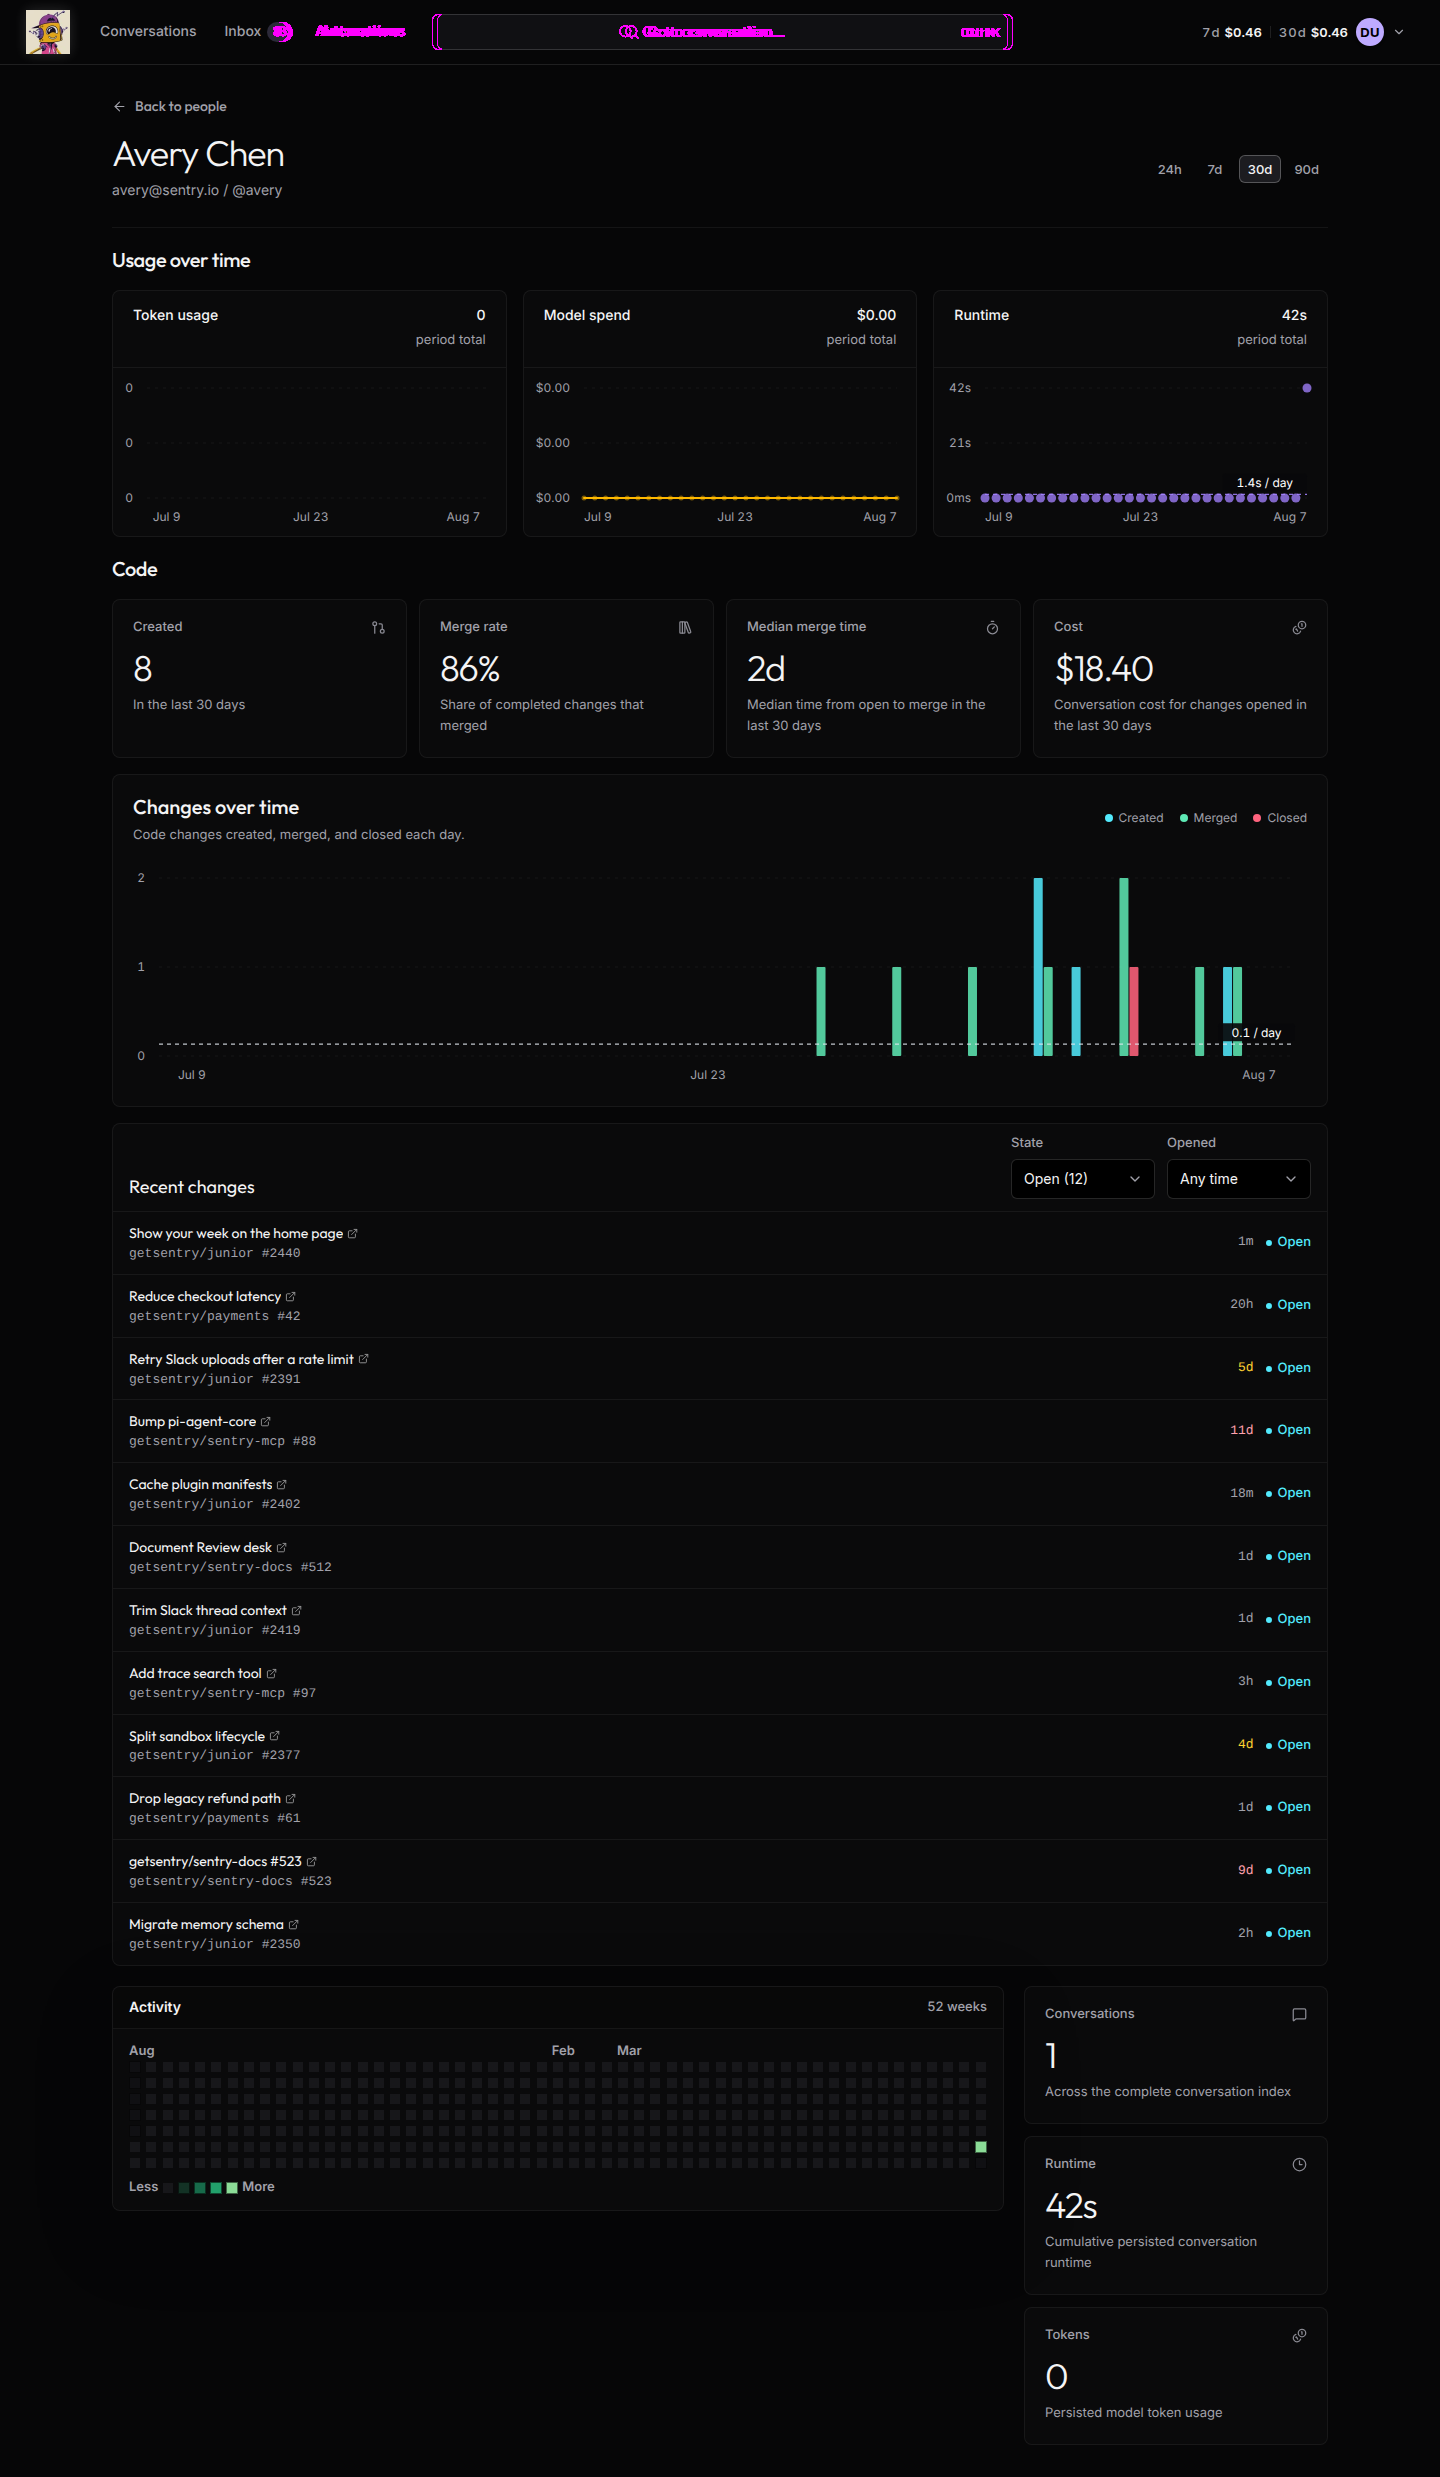 Conversations
Inbox
7d $0.46
30d $0.46
DU
Back to people
Avery Chen
avery@sentry.io / @avery
24h
7d
30d
90d
Usage over time
Token usage
0
period total
0
0
0
Jul 9
Jul 23
Aug 7
Model spend
$0.00
period total
$0.00
$0.00
$0.00
Jul 9
Jul 23
Aug 7
Runtime
42s
period total
42s
21s
0ms
1.4s / day
Jul 9
Jul 23
Aug 7
Code
Created
8
In the last 30 days
Merge rate
86%
Share of completed changes that
merged
Median merge time
2d
Median time from open to merge in the
last 30 days
Cost
$18.40
Conversation cost for changes opened in
the last 30 days
Changes over time
Code changes created, merged, and closed each day.
Created
Merged
Closed
2
1
0
0.1 / day
Jul 9
Jul 23
Aug 7
Recent changes
State
Open (12)
Opened
Any time
Show your week on the home page
getsentry/junior #2440
1m
Open
Reduce checkout latency
getsentry/payments #42
20h
Open
Retry Slack uploads after a rate limit
getsentry/junior #2391
5d
Open
Bump pi-agent-core
getsentry/sentry-mcp #88
11d
Open
Cache plugin manifests
getsentry/junior #2402
18m
Open
Document Review desk
getsentry/sentry-docs #512
1d
Open
Trim Slack thread context
getsentry/junior #2419
1d
Open
Add trace search tool
getsentry/sentry-mcp #97
3h
Open
Split sandbox lifecycle
getsentry/junior #2377
4d
Open
Drop legacy refund path
getsentry/payments #61
1d
Open
getsentry/sentry-docs #523
getsentry/sentry-docs #523
9d
Open
Migrate memory schema
getsentry/junior #2350
2h
Open
Activity
52 weeks
Aug
Feb
Mar
Less
More
Conversations
1
Across the complete conversation index
Runtime
42s
Cumulative persisted conversation
runtime
Tokens
0
Persisted model token usage